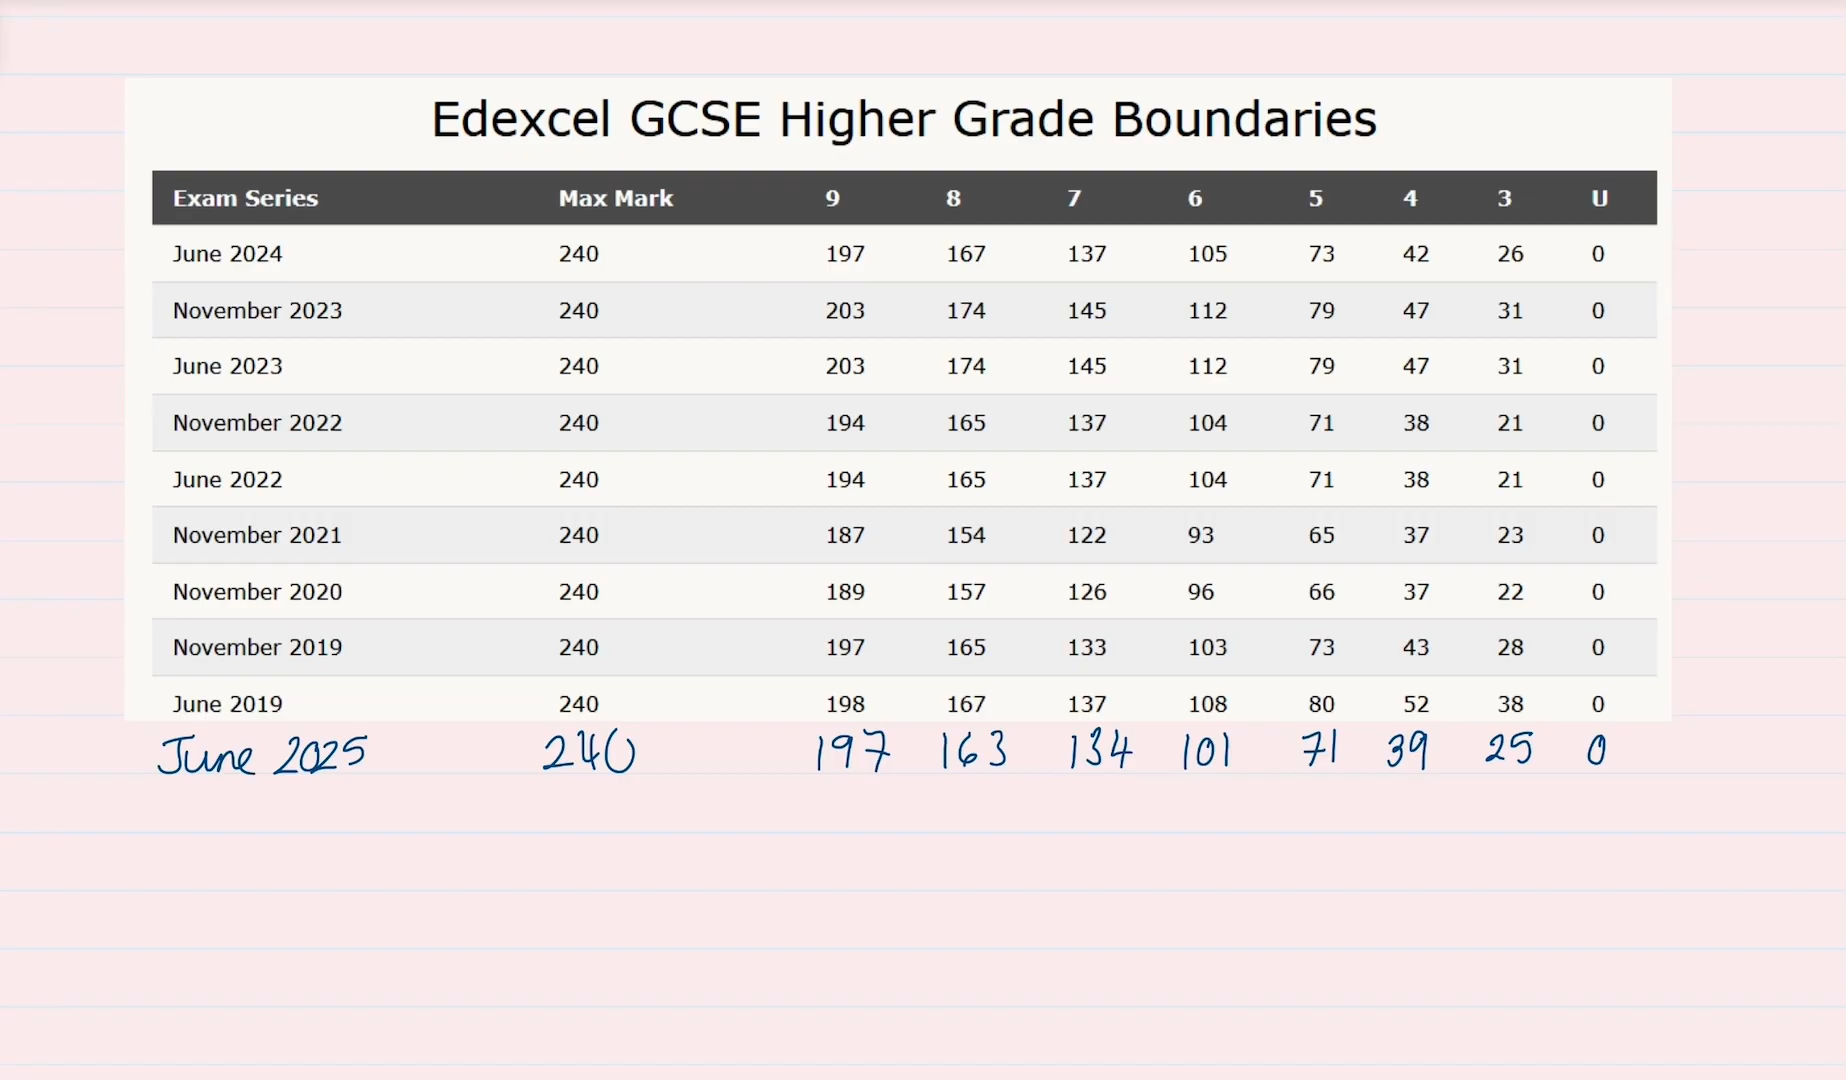 Edexcel GCSE Higher Grade Boundaries
Exam Series Max Mark 9 8 7 6 5 4 3 U
June 2024 240 197 167 137 105 73 42 26 0
November 2023 240 203 174 145 112 79 47 31 0
June 2023 240 203 174 145 112 79 47 31 0
November 2022 240 194 165 137 104 71 38 21 0
June 2022 240 194 165 137 104 71 38 21 0
November 2021 240 187 154 122 93 65 37 23 0
November 2020 240 189 157 126 96 66 37 22 0
November 2019 240 197 165 133 103 73 43 28 0
June 2019 240 198 167 137 108 80 52 38 0
June 2025 240 197 163 134 101 71 39 25 0